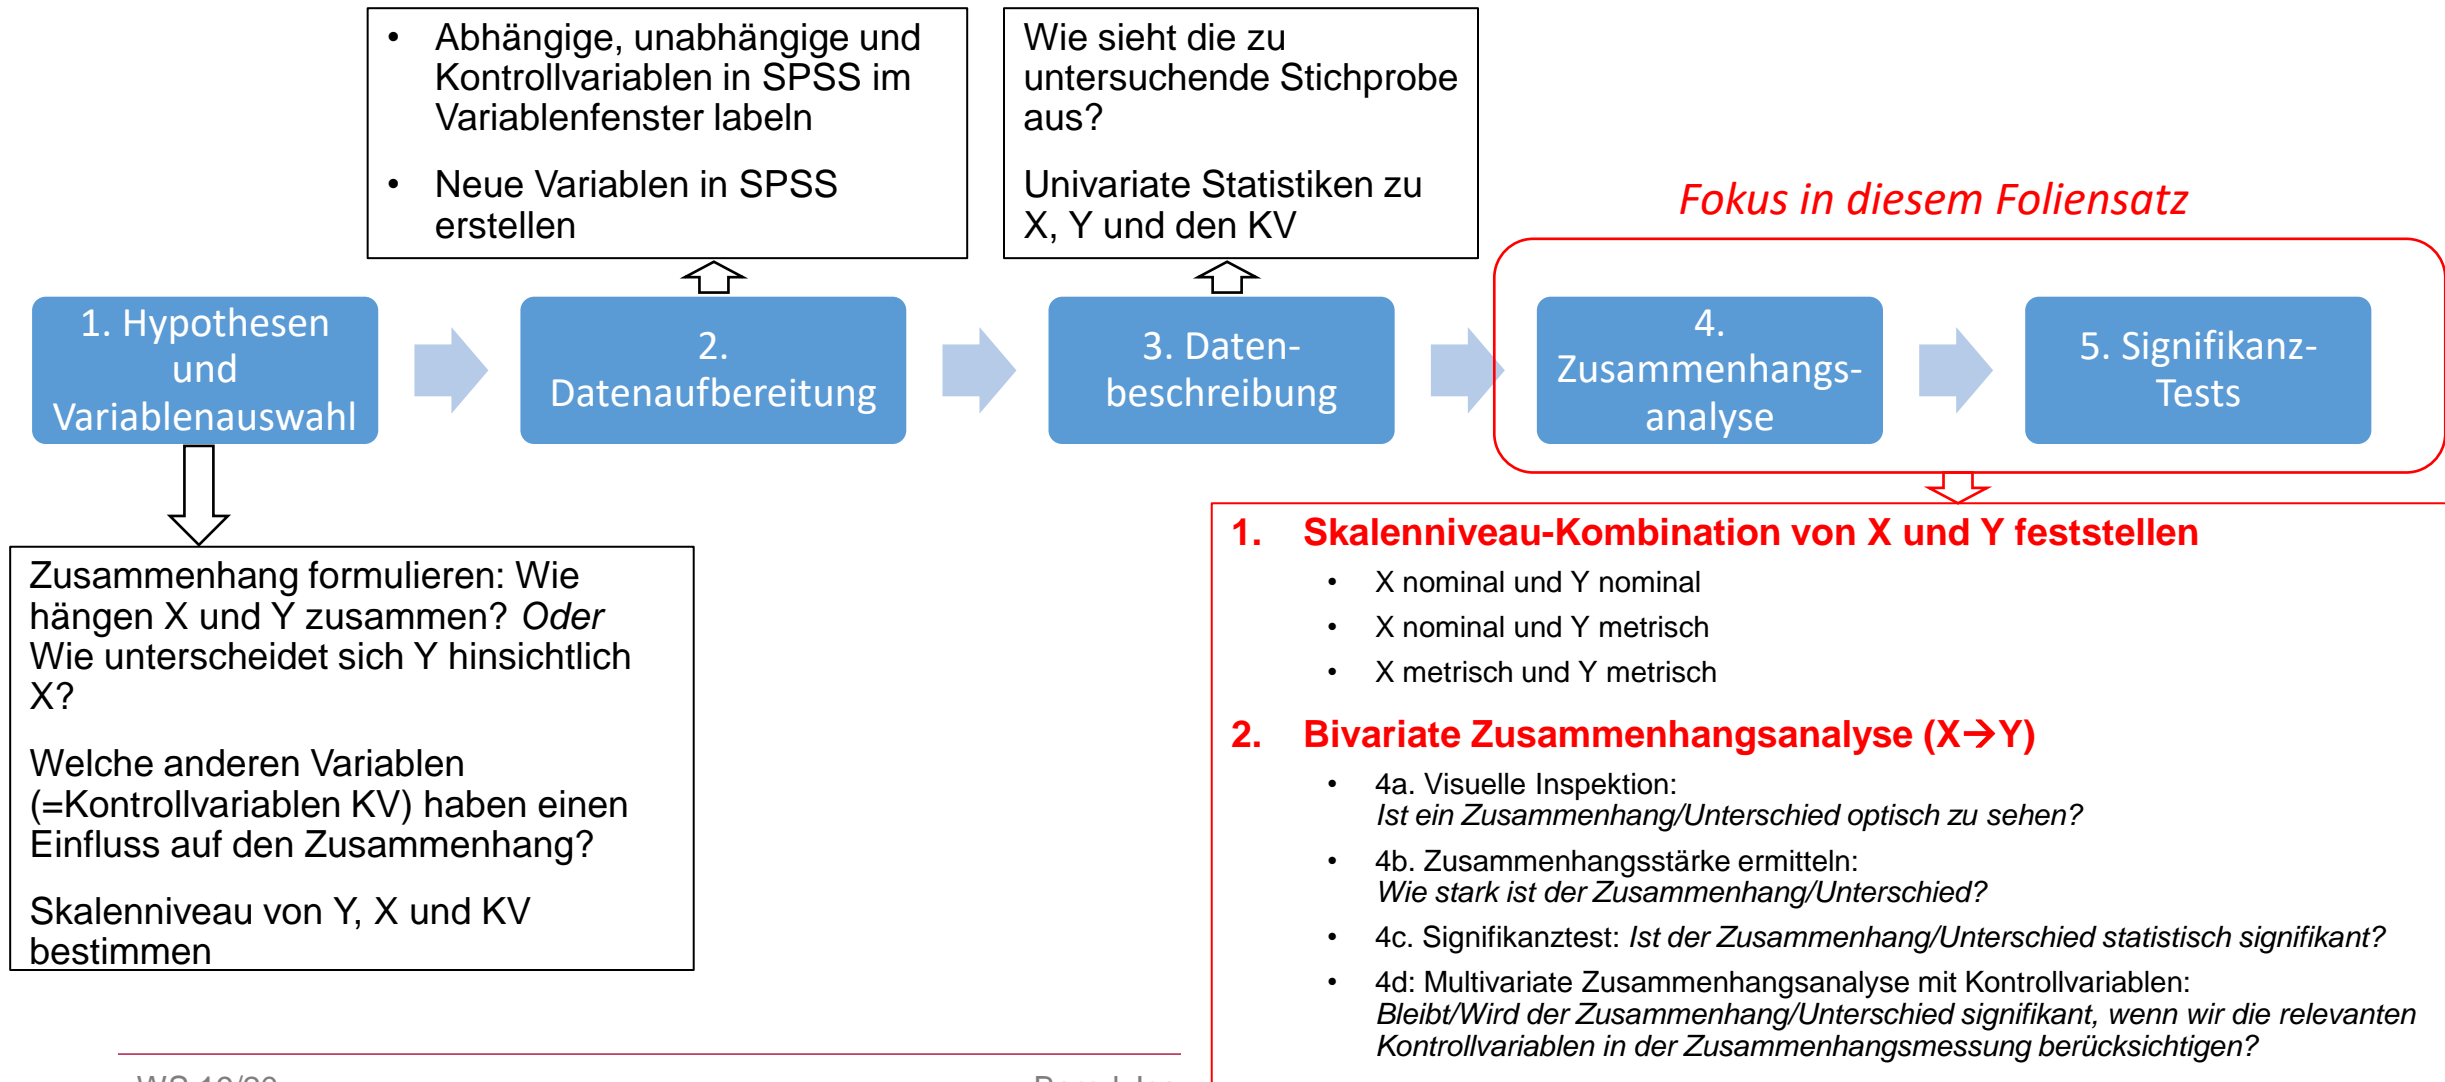 • Abhängige, unabhängige und
Kontrollvariablen in SPSS im
Variablenfenster labeln
• Neue Variablen in SPSS
erstellen
Wie sieht die zu
untersuchende Stichprobe
aus?
Univariate Statistiken zu
X, Y und den KV
Fokus in diesem Foliensatz
1. Hypothesen
und
Variablenauswahl
2.
Datenaufbereitung
3. Daten-
beschreibung
4.
Zusammenhangs-
analyse
5. Signifikanz-
Tests
Zusammenhang formulieren: Wie
hängen X und Y zusammen? Oder
Wie unterscheidet sich Y hinsichtlich
X?
Welche anderen Variablen
(=Kontrollvariablen KV) haben einen
Einfluss auf den Zusammenhang?
Skalenniveau von Y, X und KV
bestimmen
1. Skalenniveau-Kombination von X und Y feststellen
• X nominal und Y nominal
• X nominal und Y metrisch
• X metrisch und Y metrisch
2. Bivariate Zusammenhangsanalyse (X→Y)
• 4a. Visuelle Inspektion:
Ist ein Zusammenhang/Unterschied optisch zu sehen?
• 4b. Zusammenhangsstärke ermitteln:
Wie stark ist der Zusammenhang/Unterschied?
• 4c. Signifikanztest: Ist der Zusammenhang/Unterschied statistisch signifikant?
• 4d: Multivariate Zusammenhangsanalyse mit Kontrollvariablen:
Bleibt/Wird der Zusammenhang/Unterschied signifikant, wenn wir die relevanten
Kontrollvariablen in der Zusammenhangsmessung berücksichtigen?
WS 19/20